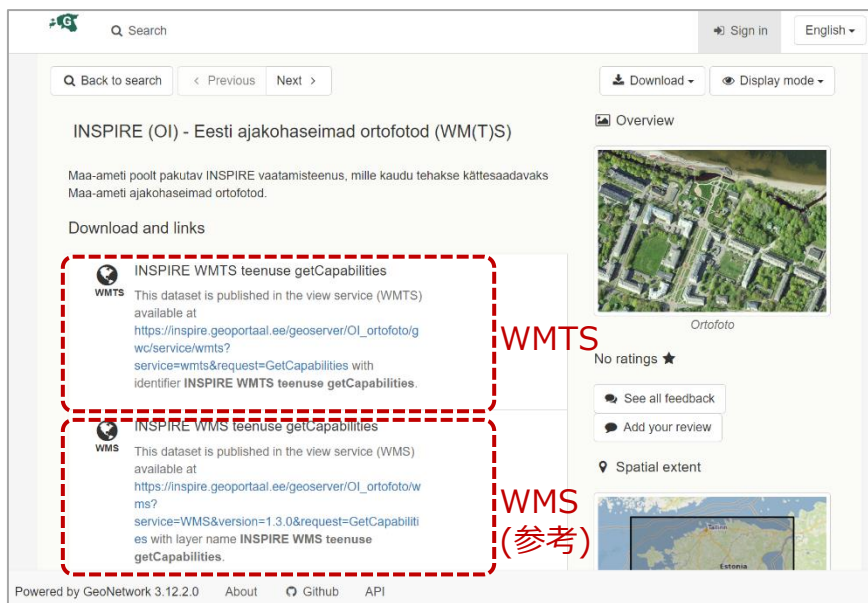 G
Search
Sign in
English
Back to search
Previous
Next
Download
Display mode
INSPIRE (OI) - Eesti ajakohaseimad ortofotod (WM(T)S)
Maa-ameti poolt pakutav INSPIRE vaatamisteenus, mille kaudu tehakse kättesaadavaks
Maa-ameti ajakohaseimad ortofotod.
Download and links
WMTS
INSPIRE WMTS teenuse getCapabilities
This dataset is published in the view service (WMTS)
available at
https://inspire.geoportaal.ee/geoserver/OI_ortofoto/g
wc/service/wmts?
service=wmts&request=GetCapabilities with
identifier INSPIRE WMTS teenuse getCapabilities.
WMTS
WMS
INSPIRE WMS teenuse getCapabilities
This dataset is published in the view service (WMS)
available at
https://inspire.geoportaal.ee/geoserver/OI_ortofoto/w
ms?
service=WMS&version=1.3.0&request=GetCapabiliti
es with layer name INSPIRE WMS teenuse
getCapabilities.
WMS
(参考)
Overview
Ortofoto
No ratings
See all feedback
Add your review
Spatial extent
Tallinn
Estonia
Powered by GeoNetwork 3.12.2.0
About
Github
API